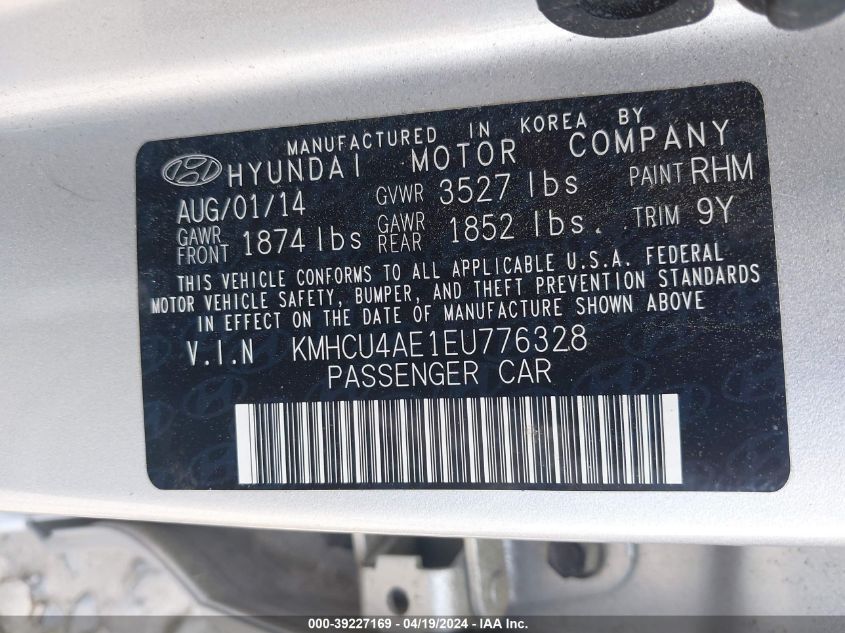 MANUFACTURED IN KOREA BY
HYUNDAI MOTOR COMPANY
AUG/01/14 GVWR 3527 lbs PAINT RHM
GAWR FRONT 1874 lbs GAWR REAR 1852 lbs. TRIM 9Y
THIS VEHICLE CONFORMS TO ALL APPLICABLE U.S.A. FEDERAL
MOTOR VEHICLE SAFETY, BUMPER, AND THEFT PREVENTION STANDARDS
IN EFFECT ON THE DATE OF MANUFACTURE SHOWN ABOVE
V.I.N KMHCU4AE1EU776328
PASSENGER CAR
000-39227169 - 04/19/2024 - IAA Inc.